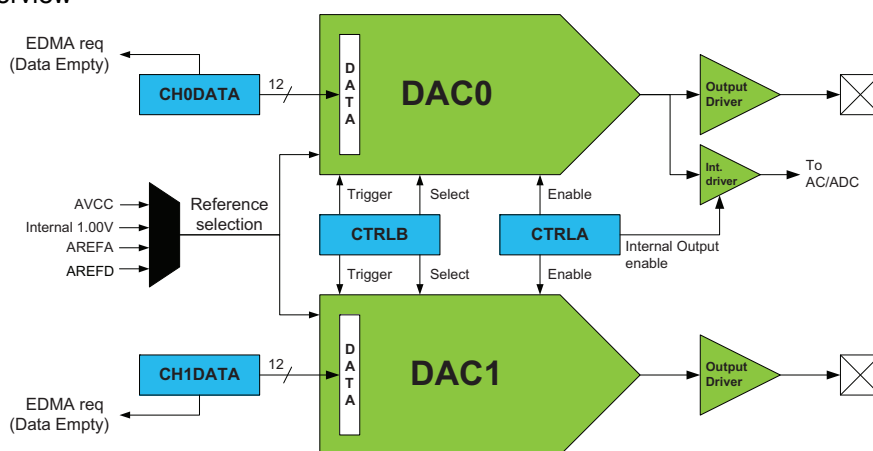 EDMA req
(Data Empty)
CH0DATA
12
DATA
DAC0
Output
Driver
Int.
driver
To
AC/ADC
AVCC
Internal 1.00V
AREFA
AREFD
Reference
selection
Trigger
Select
Enable
CTRLB
CTRLA
Internal Output
enable
Trigger
Select
Enable
CH1DATA
12
DATA
DAC1
Output
Driver
EDMA req
(Data Empty)